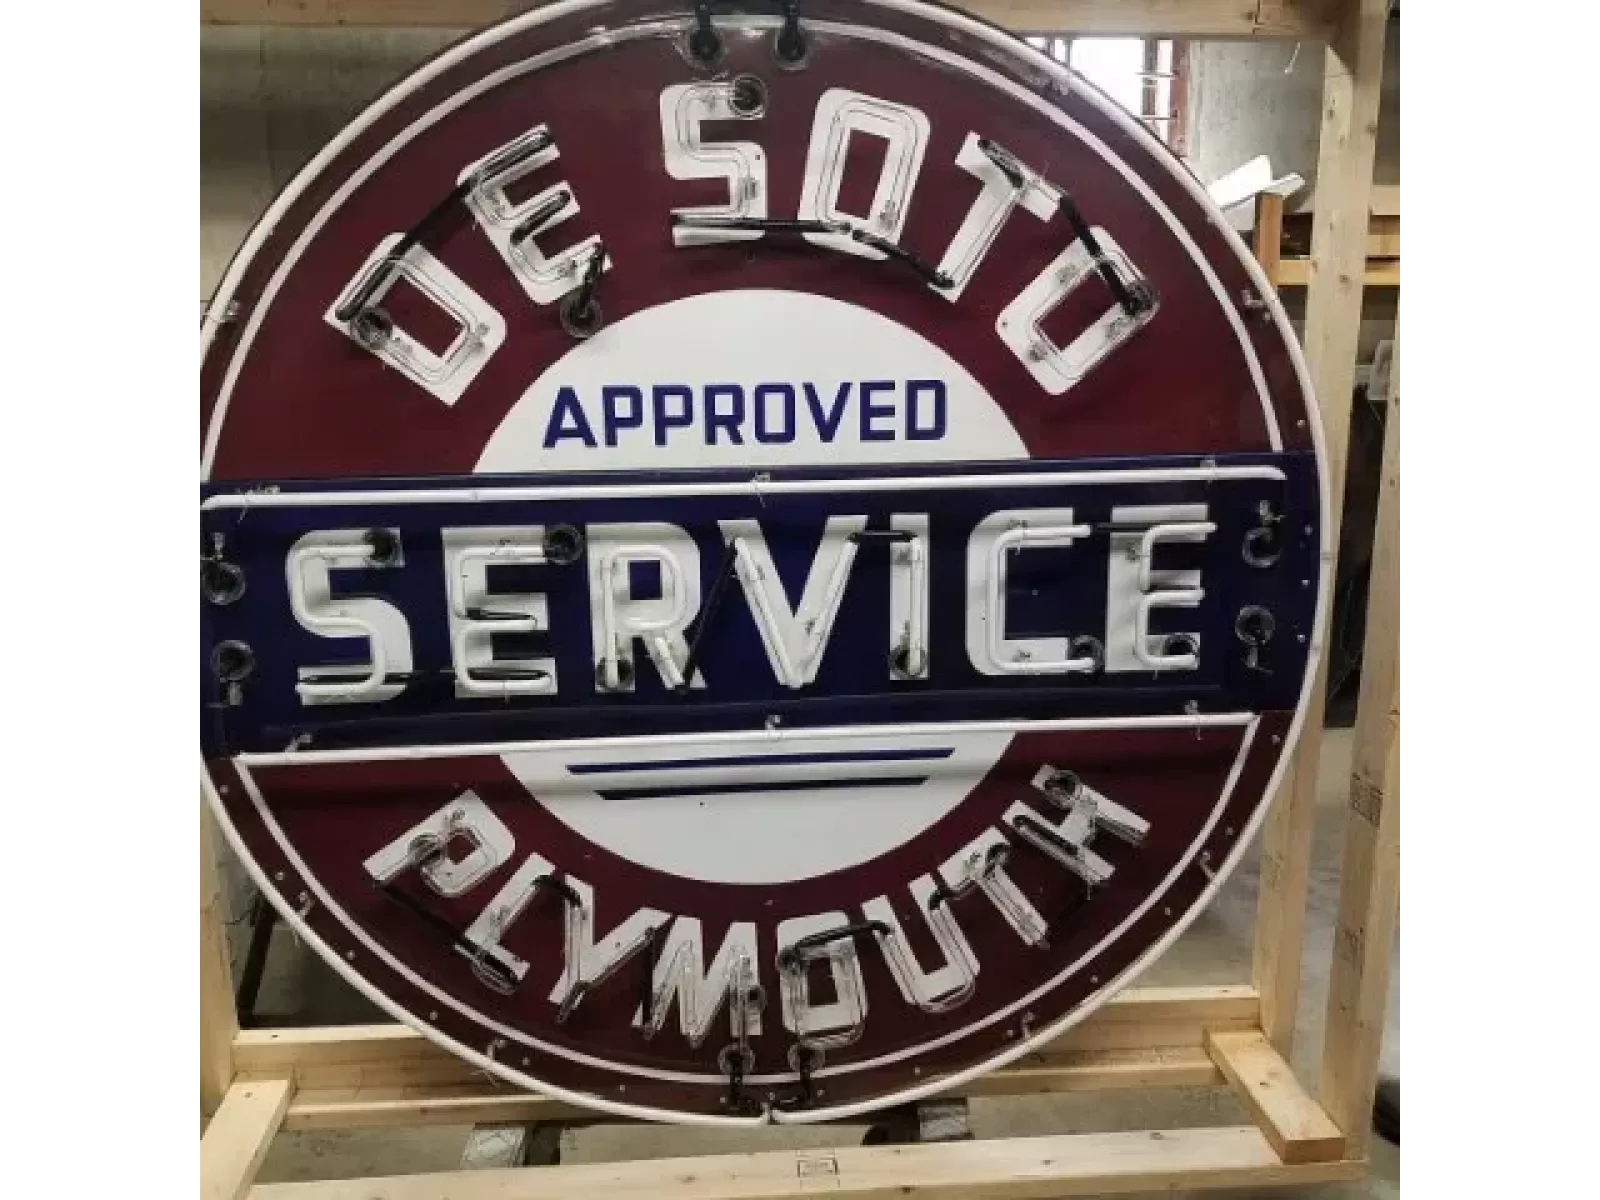 DE SOTO
APPROVED
SERVICE
PLYMOUTH